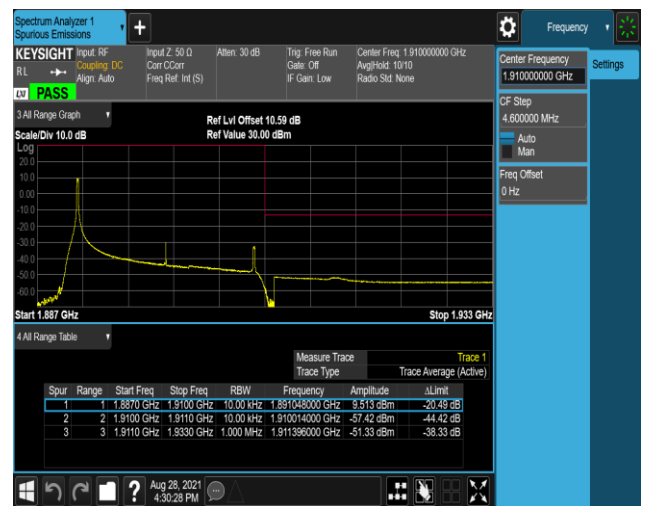 Spectrum Analyzer 1
Spurious Emissions
Frequency
KEYSIGHT
RL
Input: RF
Coupling: DC
Align: Auto
Input Z: 50 Ω
Corr CCorr
Freq Ref: Int (S)
Atten: 30 dB
Trig: Free Run
Gate: Off
IF Gain: Low
Center Freq: 1.910000000 GHz
Avg|Hold: 10/10
Radio Std: None
LXI PASS
Center Frequency
1.910000000 GHz
Settings
CF Step
4.600000 MHz
Auto
Man
Freq Offset
0 Hz
3 All Range Graph
Scale/Div 10.0 dB
Ref Lvl Offset 10.59 dB
Ref Value 30.00 dBm
Log
20.0
10.0
0.00
-10.0
-20.0
-30.0
-40.0
-50.0
-60.0
Start 1.887 GHz
Stop 1.933 GHz
4 All Range Table
Measure Trace Trace 1
Trace Type Trace Average (Active)
Spur Range Start Freq Stop Freq RBW Frequency Amplitude ΔLimit
1 1 1.8870 GHz 1.9100 GHz 10.00 kHz 1.891048000 GHz 9.513 dBm -20.49 dB
2 2 1.9100 GHz 1.9110 GHz 10.00 kHz 1.910014000 GHz -57.42 dBm -44.42 dB
3 3 1.9110 GHz 1.9330 GHz 1.000 MHz 1.911396000 GHz -51.33 dBm -38.33 dB
Aug 28, 2021
4:30:28 PM